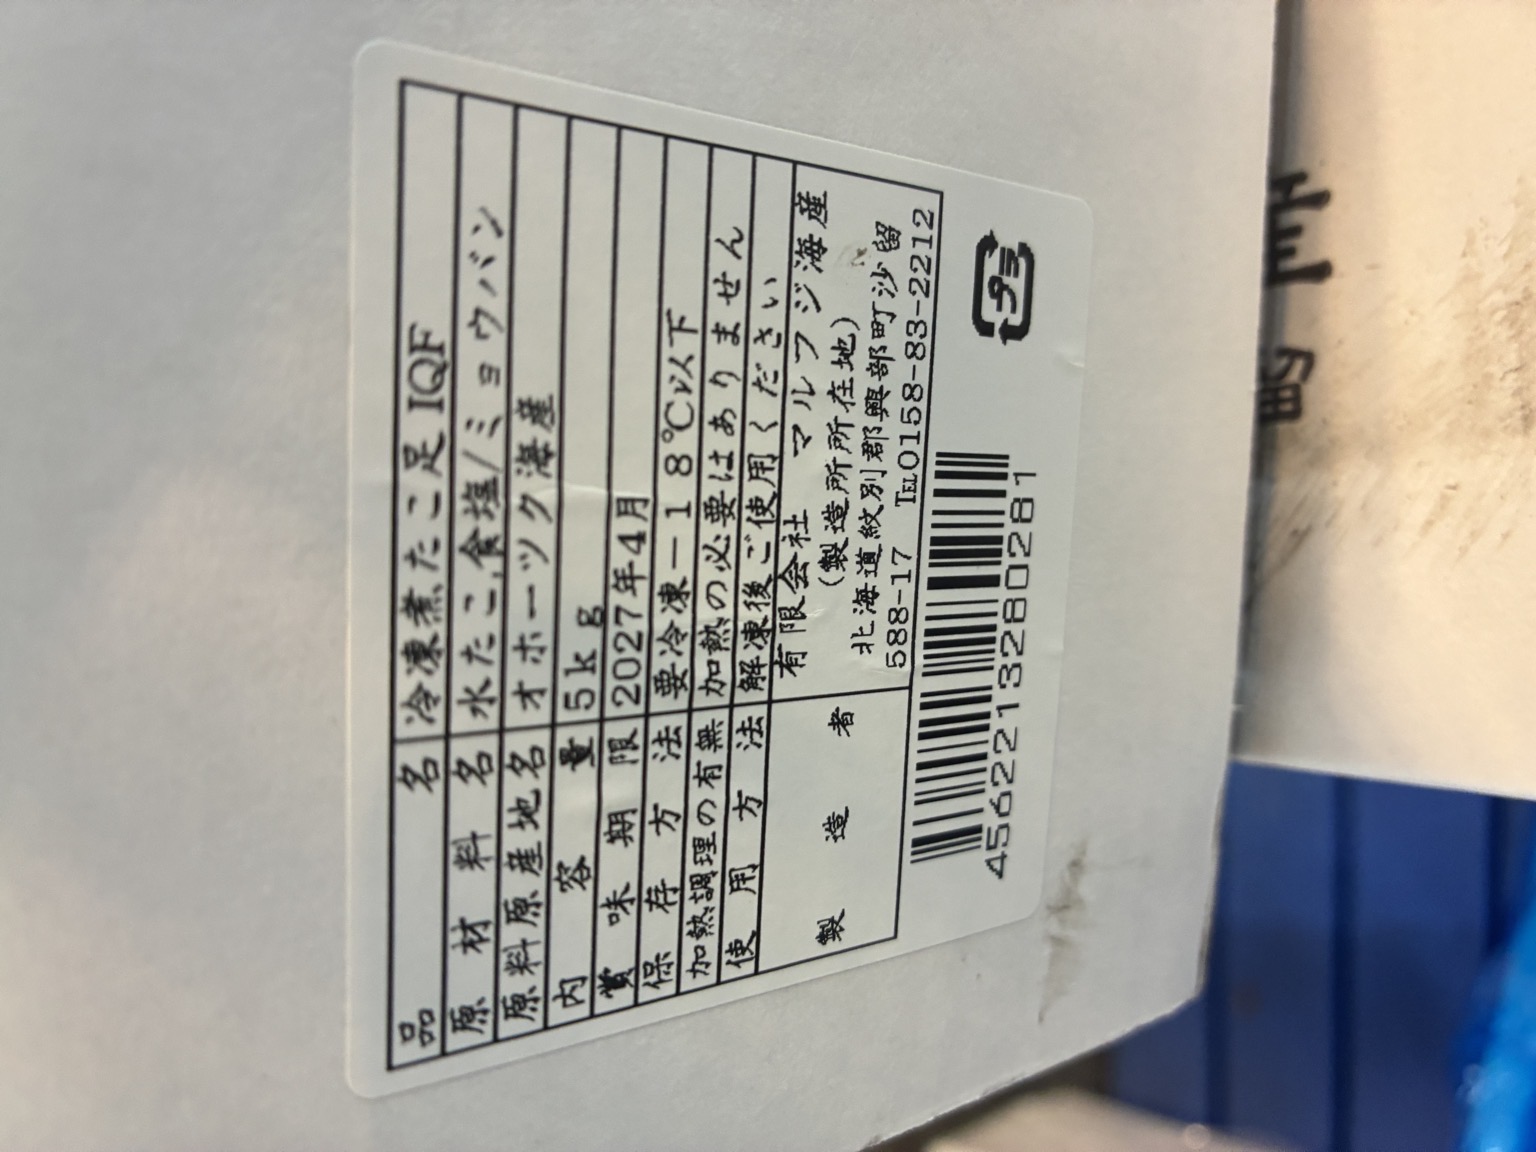 品名 冷凍煮たこ足IQF
原材料名 水たこ,食塩/ミョウバン
原料原産地名 オホーツク海産
内容量 5kg
賞味期限 2027年4月
保存方法 要冷凍−18℃以下
加熱調理の有無 加熱の必要はありません
使用方法 解凍後ご使用ください
製造者 有限会社 マルフジ海産
(製造所所在地)
北海道紋別郡興部町沙留
588-17 TEL0158-83-2212
4562213280281
プラ